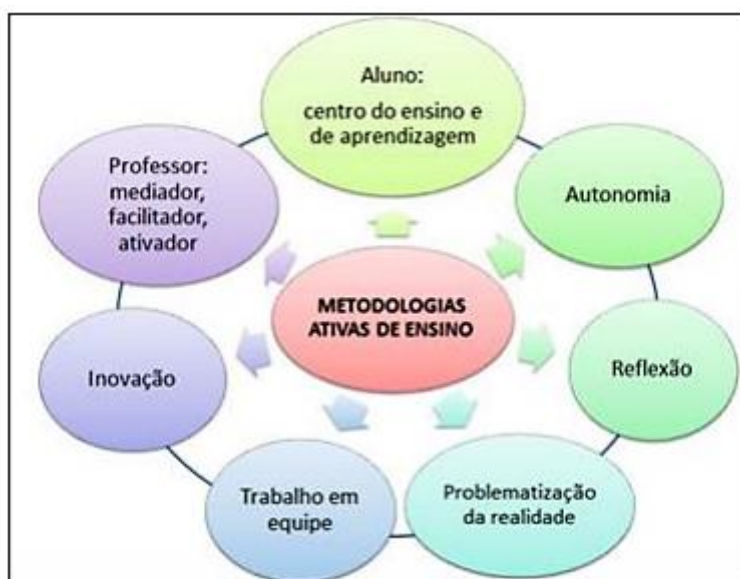 Aluno:
centro do ensino e
de aprendizagem
Autonomia
Reflexão
Problematização
da realidade
Trabalho em
equipe
Inovação
Professor:
mediador,
facilitador,
ativador
METODOLOGIAS
ATIVAS DE ENSINO